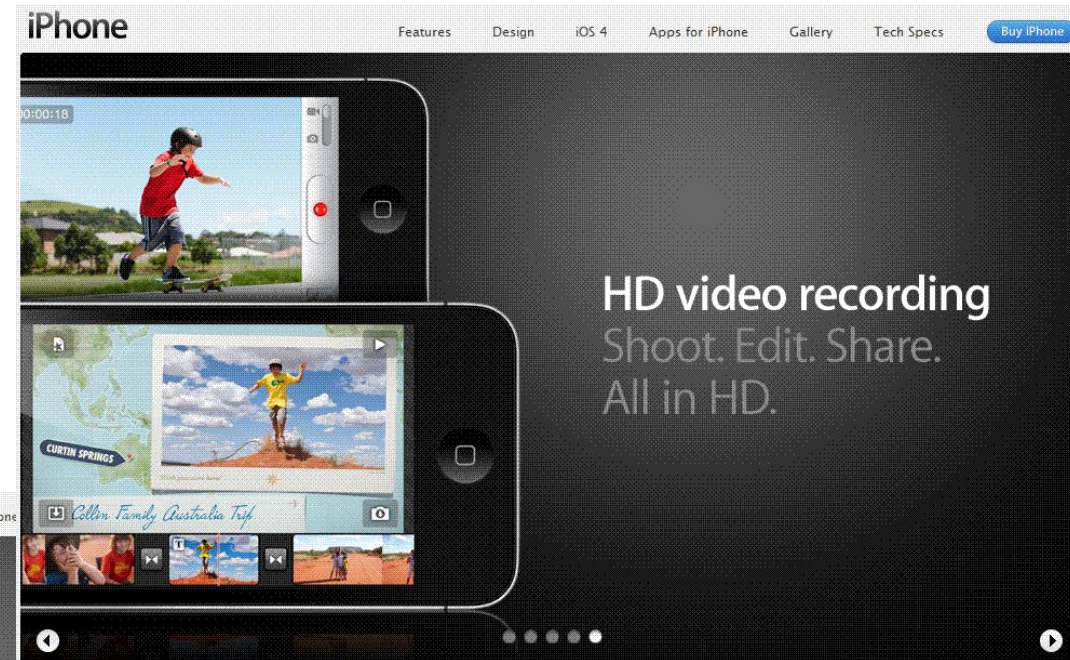 iPhone
Features
Design
iOS 4
Apps for iPhone
Gallery
Tech Specs
Buy iPhone
00:00:18
HD video recording
Shoot. Edit. Share.
All in HD.
CURTIN SPRINGS
Collin Family Australia Trip
T
one